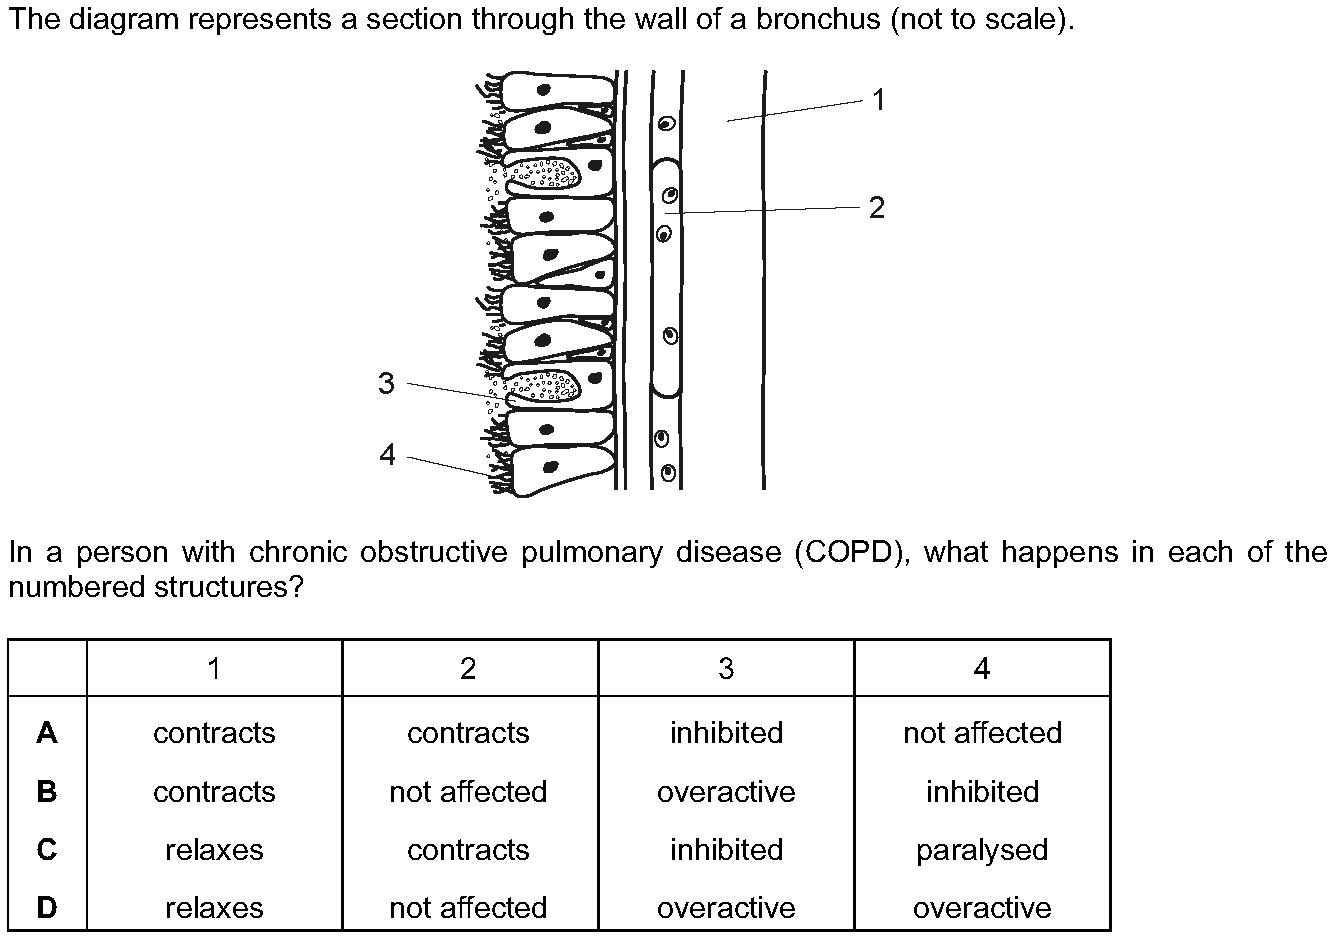 The diagram represents a section through the wall of a bronchus (not to scale).
1
2
3
4
In a person with chronic obstructive pulmonary disease (COPD), what happens in each of the
numbered structures?
1 2 3 4
A contracts contracts inhibited not affected
B contracts not affected overactive inhibited
C relaxes contracts inhibited paralysed
D relaxes not affected overactive overactive